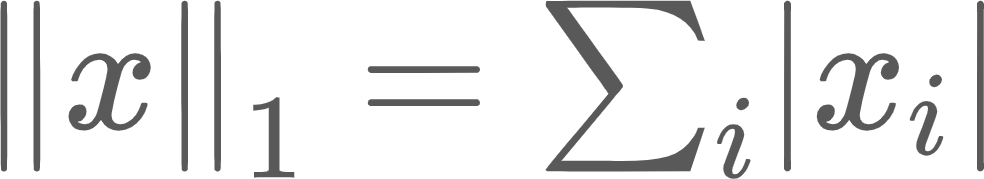 ‖x‖₁ = ∑ᵢ|xᵢ|